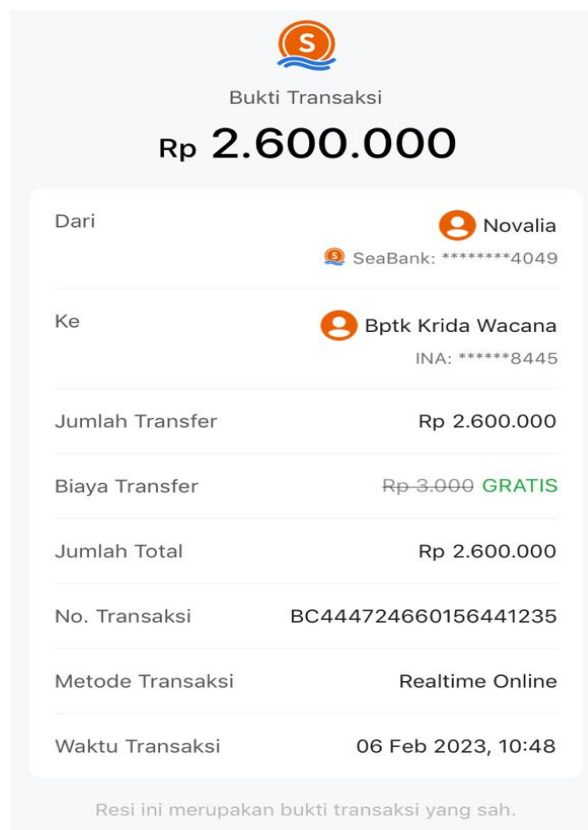 S
Bukti Transaksi
Rp 2.600.000
Dari
Novalia
S SeaBank: ********4049
Ke
Bptk Krida Wacana
INA: ******8445
Jumlah Transfer Rp 2.600.000
Biaya Transfer Rp 3.000 GRATIS
Jumlah Total Rp 2.600.000
No. Transaksi BC444724660156441235
Metode Transaksi Realtime Online
Waktu Transaksi 06 Feb 2023, 10:48
Resi ini merupakan bukti transaksi yang sah.